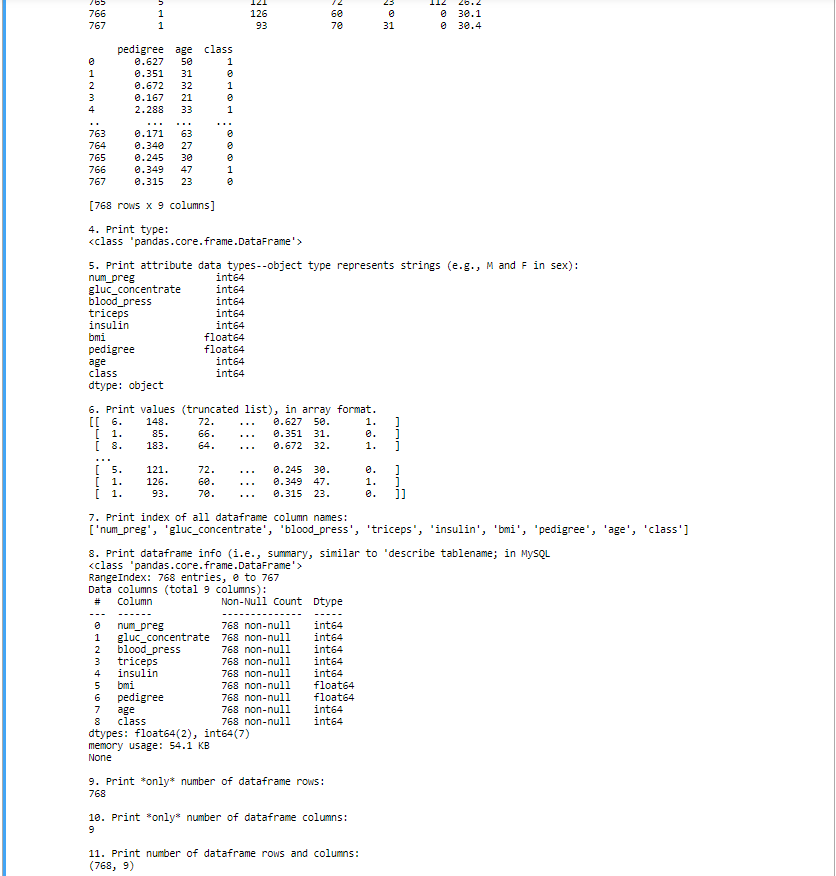 765 5 121 72 23 112 26.2
766 1 126 60 0 0 30.1
767 1 93 70 31 0 30.4
pedigree age class
0 0.627 50 1
1 0.351 31 0
2 0.672 32 1
3 0.167 21 0
4 2.288 33 1
.. ... ... ...
763 0.171 63 0
764 0.340 27 0
765 0.245 30 0
766 0.349 47 1
767 0.315 23 0
[768 rows x 9 columns]
4. Print type:
<class 'pandas.core.frame.DataFrame'>
5. Print attribute data types--object type represents strings (e.g., M and F in sex):
num_preg int64
gluc_concentrate int64
blood_press int64
triceps int64
insulin int64
bmi float64
pedigree float64
age int64
class int64
dtype: object
6. Print values (truncated list), in array format.
[[ 6. 148. 72. ... 0.627 50. 1. ]
[ 1. 85. 66. ... 0.351 31. 0. ]
[ 8. 183. 64. ... 0.672 32. 1. ]
...
[ 5. 121. 72. ... 0.245 30. 0. ]
[ 1. 126. 60. ... 0.349 47. 1. ]
[ 1. 93. 70. ... 0.315 23. 0. ]]
7. Print index of all dataframe column names:
['num_preg', 'gluc_concentrate', 'blood_press', 'triceps', 'insulin', 'bmi', 'pedigree', 'age', 'class']
8. Print dataframe info (i.e., summary, similar to 'describe tablename; in MySQL
<class 'pandas.core.frame.DataFrame'>
RangeIndex: 768 entries, 0 to 767
Data columns (total 9 columns):
# Column Non-Null Count Dtype
--- ------ -------------- -----
0 num_preg 768 non-null int64
1 gluc_concentrate 768 non-null int64
2 blood_press 768 non-null int64
3 triceps 768 non-null int64
4 insulin 768 non-null int64
5 bmi 768 non-null float64
6 pedigree 768 non-null float64
7 age 768 non-null int64
8 class 768 non-null int64
dtypes: float64(2), int64(7)
memory usage: 54.1 KB
None
9. Print *only* number of dataframe rows:
768
10. Print *only* number of dataframe columns:
9
11. Print number of dataframe rows and columns:
(768, 9)